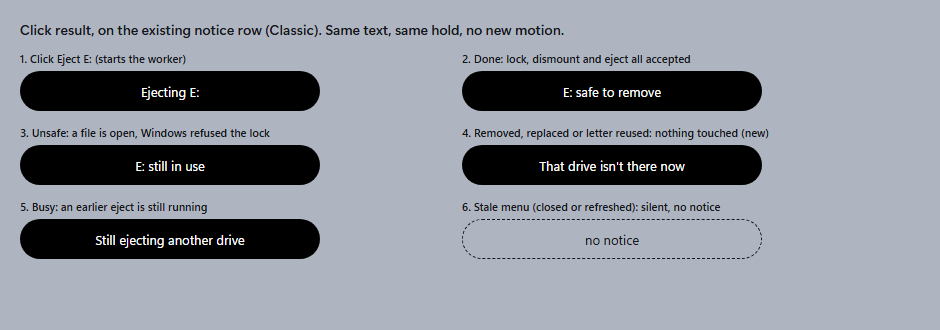 Click result, on the existing notice row (Classic). Same text, same hold, no new motion.
1. Click Eject E: (starts the worker)
Ejecting E:
2. Done: lock, dismount and eject all accepted
E: safe to remove
3. Unsafe: a file is open, Windows refused the lock
E: still in use
4. Removed, replaced or letter reused: nothing touched (new)
That drive isn't there now
5. Busy: an earlier eject is still running
Still ejecting another drive
6. Stale menu (closed or refreshed): silent, no notice
no notice